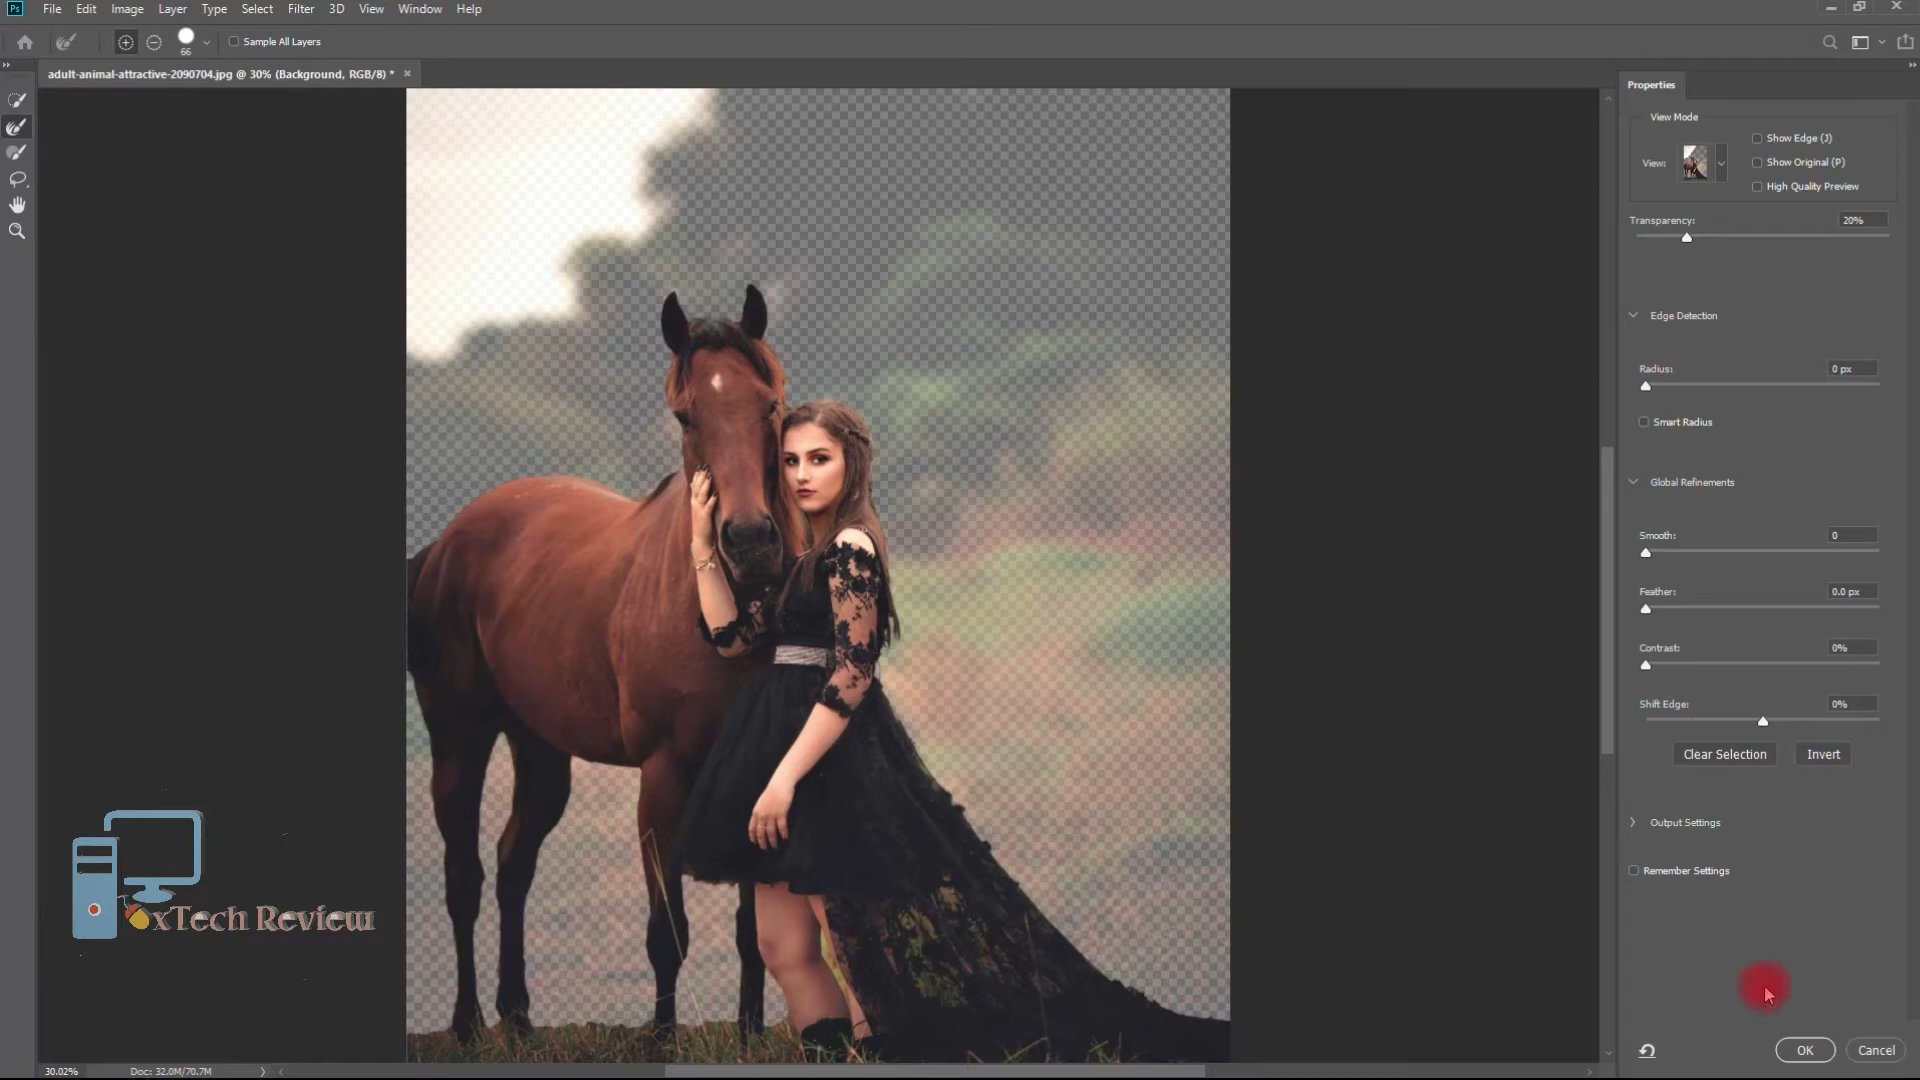 Ps File Edit Image Layer Type Select Filter 3D View Window Help
66 Sample All Layers
adult-animal-attractive-2090704.jpg @ 30% (Background, RGB/8) *
Properties
View Mode
View:
Show Edge (J)
Show Original (P)
High Quality Preview
Transparency: 20%
Edge Detection
Radius: 0 px
Smart Radius
Global Refinements
Smooth: 0
Feather: 0.0 px
Contrast: 0%
Shift Edge: 0%
Clear Selection Invert
Output Settings
Remember Settings
xTech Review
OK Cancel
30.02% Doc: 32.0M/70.7M